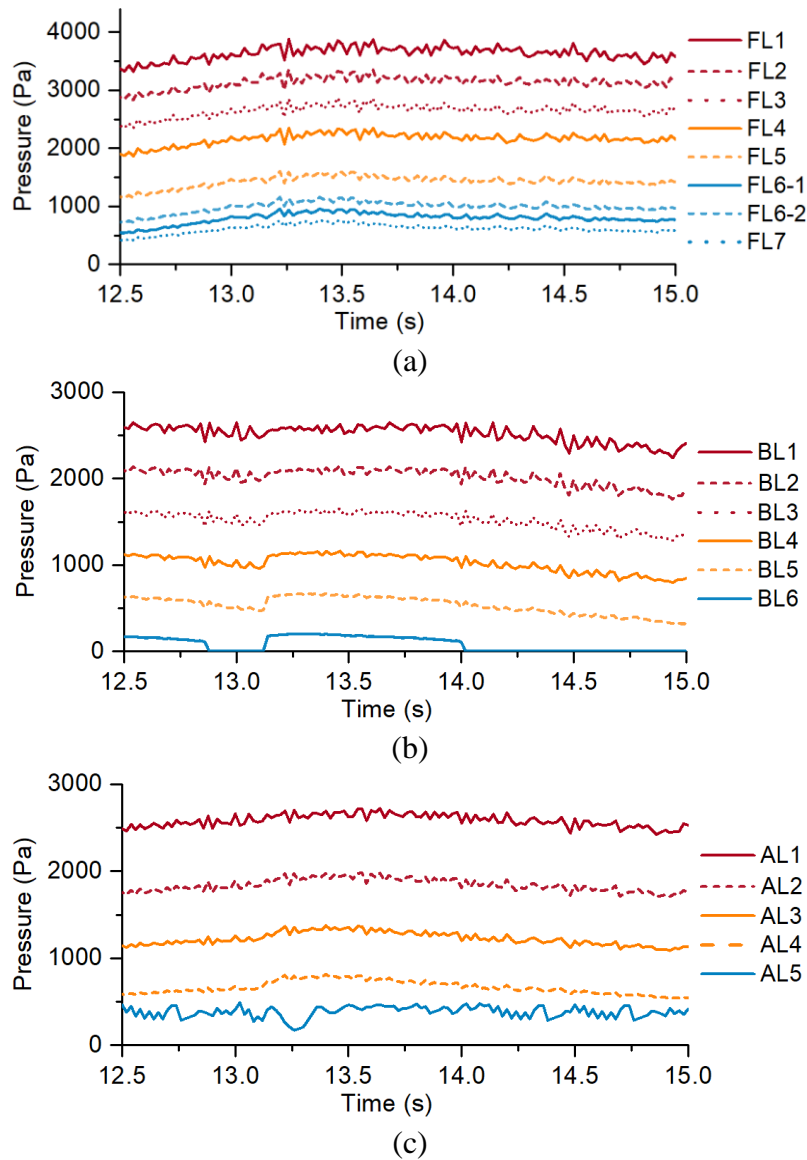 4000
3000
2000
1000
0
Pressure (Pa)
12.5 13.0 13.5 14.0 14.5 15.0
Time (s)
FL1
FL2
FL3
FL4
FL5
FL6-1
FL6-2
FL7
(a)
3000
2000
1000
0
Pressure (Pa)
12.5 13.0 13.5 14.0 14.5 15.0
Time (s)
BL1
BL2
BL3
BL4
BL5
BL6
(b)
3000
2000
1000
0
Pressure (Pa)
12.5 13.0 13.5 14.0 14.5 15.0
Time (s)
AL1
AL2
AL3
AL4
AL5
(c)